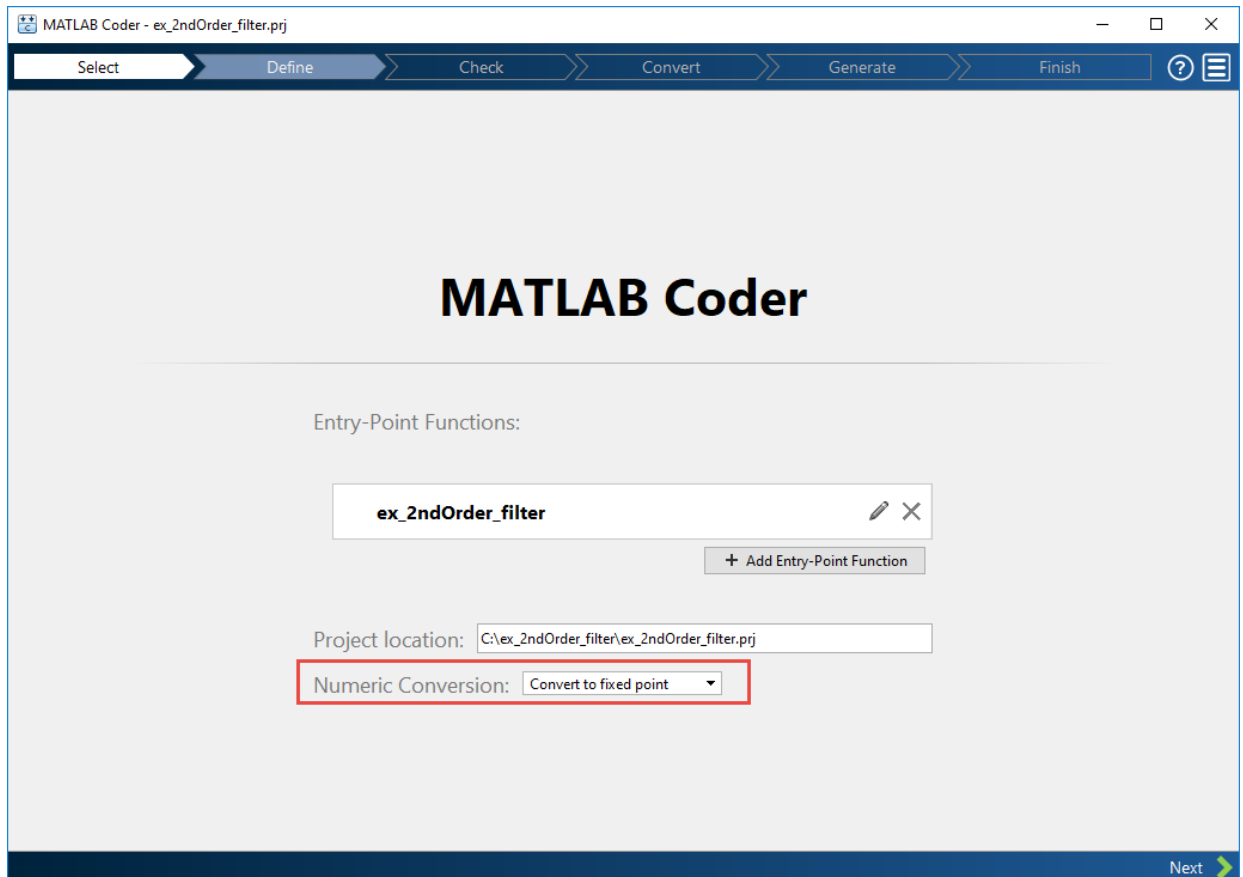 MATLAB Coder - ex_2ndOrder_filter.prj
Select Define Check Convert Generate Finish ?
MATLAB Coder
Entry-Point Functions:
ex_2ndOrder_filter
+ Add Entry-Point Function
Project location: C:\ex_2ndOrder_filter\ex_2ndOrder_filter.prj
Numeric Conversion: Convert to fixed point
Next